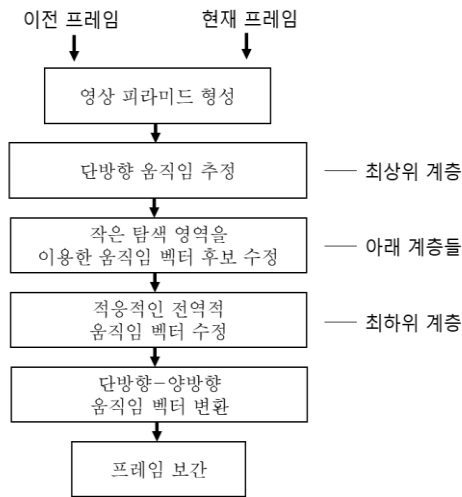 이전 프레임
현재 프레임
영상 피라미드 형성
단방향 움직임 추정
최상위 계층
작은 탐색 영역을
이용한 움직임 벡터 후보 수정
아래 계층들
적응적인 전역적
움직임 벡터 수정
최하위 계층
단방향-양방향
움직임 벡터 변환
프레임 보간